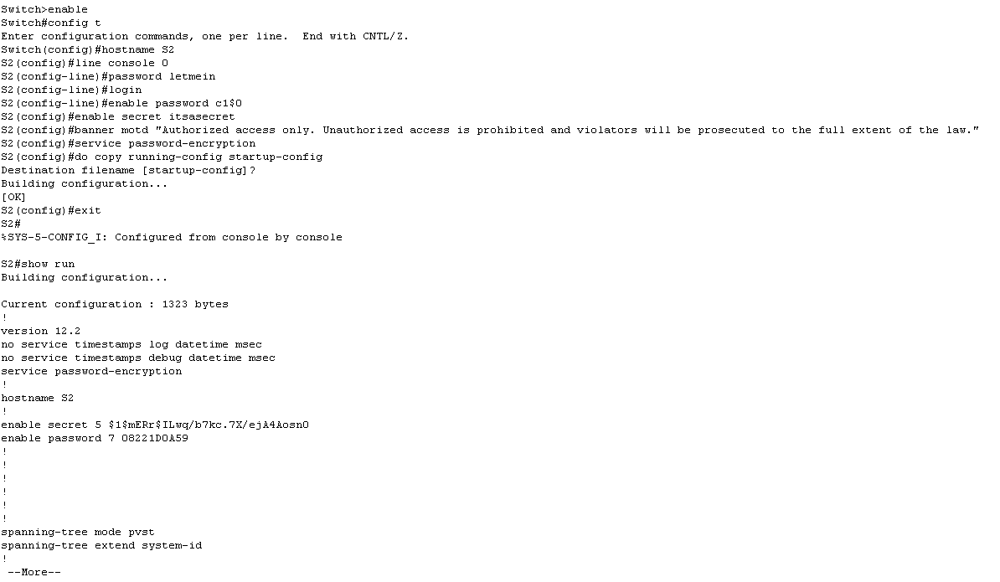 Switch>enable
Switch#config t
Enter configuration commands, one per line.  End with CNTL/Z.
Switch(config)#hostname S2
S2(config)#line console 0
S2(config-line)#password letmein
S2(config-line)#login
S2(config-line)#enable password c1$0
S2(config)#enable secret itsasecret
S2(config)#banner motd "Authorized access only. Unauthorized access is prohibited and violators will be prosecuted to the full extent of the law."
S2(config)#service password-encryption
S2(config)#do copy running-config startup-config
Destination filename [startup-config]?
Building configuration...
[OK]
S2(config)#exit
S2#
%SYS-5-CONFIG_I: Configured from console by console
S2#show run
Building configuration...
Current configuration : 1323 bytes
!
version 12.2
no service timestamps log datetime msec
no service timestamps debug datetime msec
service password-encryption
!
hostname S2
!
enable secret 5 $1$mERr$ILwq/b7kc.7X/ejA4Aosn0
enable password 7 08221D0A59
!
!
!
!
!
!
spanning-tree mode pvst
spanning-tree extend system-id
!
--More--